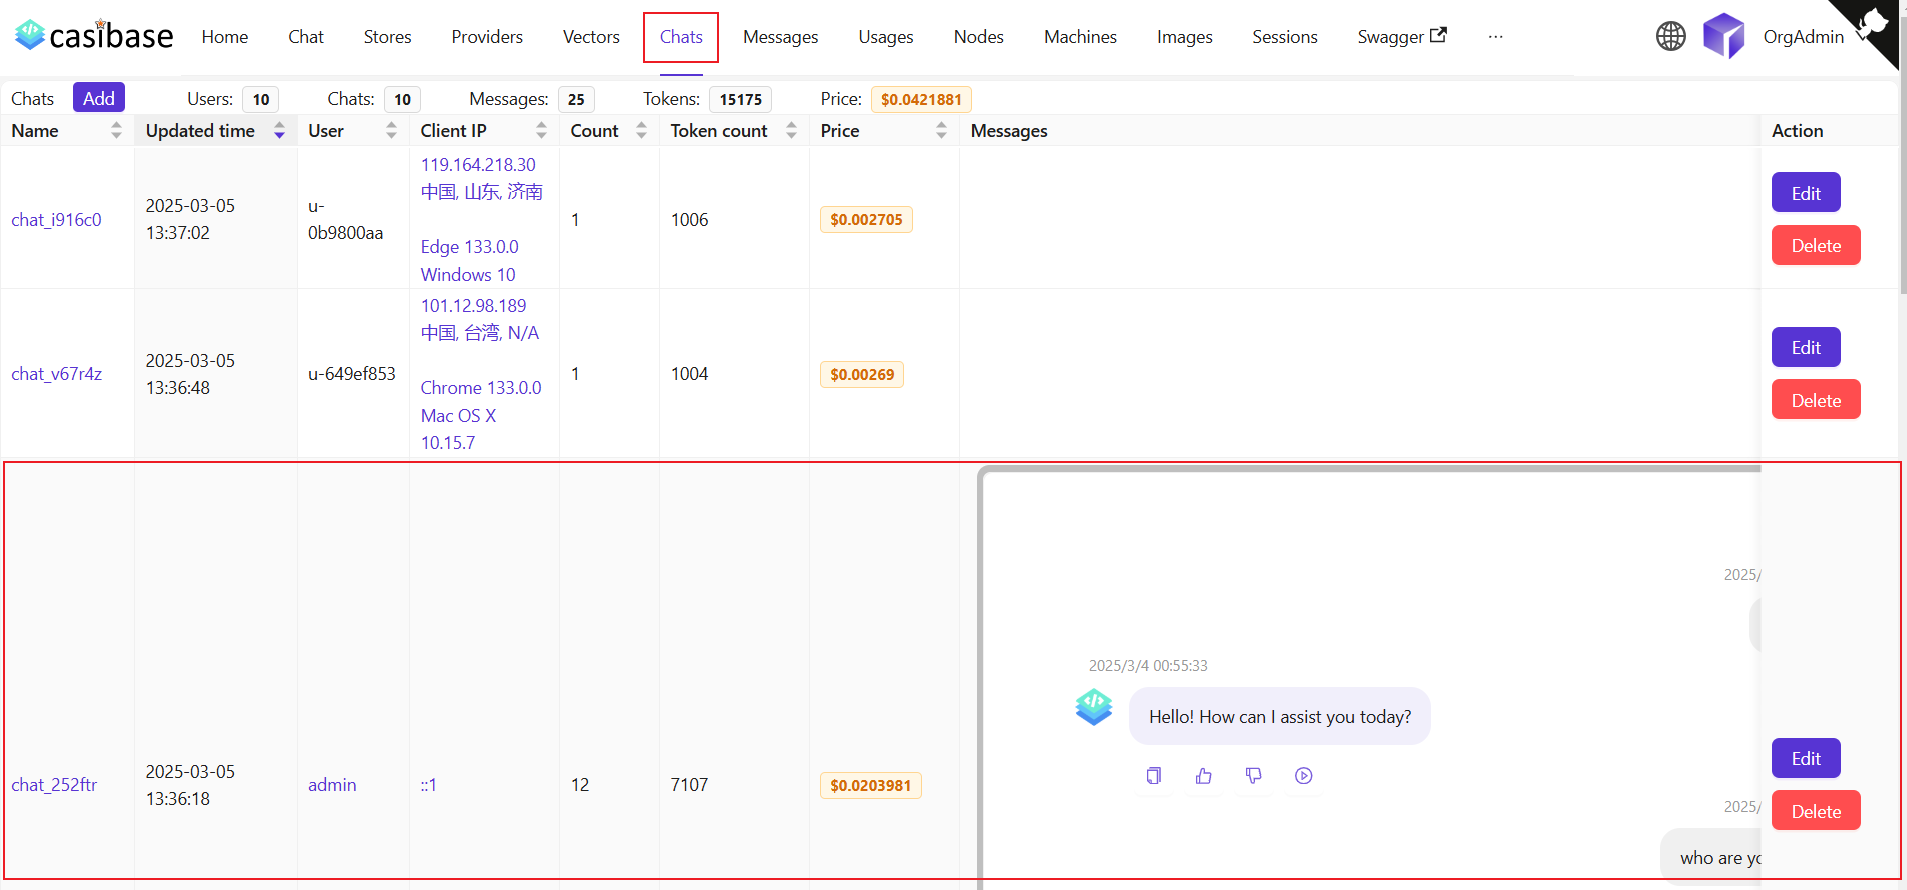 casibase Home Chat Stores Providers Vectors Chats Messages Usages Nodes Machines Images Sessions Swagger ··· OrgAdmin
Chats Add Users: 10 Chats: 10 Messages: 25 Tokens: 15175 Price: $0.0421881
Name Updated time User Client IP Count Token count Price Messages Action
chat_i916c0
2025-03-05
13:37:02
u-
0b9800aa
119.164.218.30
中国, 山东, 济南
Edge 133.0.0
Windows 10
1
1006
$0.002705
Edit
Delete
chat_v67r4z
2025-03-05
13:36:48
u-649ef853
101.12.98.189
中国, 台湾, N/A
Chrome 133.0.0
Mac OS X
10.15.7
1
1004
$0.00269
Edit
Delete
chat_252ftr
2025-03-05
13:36:18
admin
::1
12
7107
$0.0203981
2025/
2025/3/4 00:55:33
Hello! How can I assist you today?
2025/
who are yo
Edit
Delete